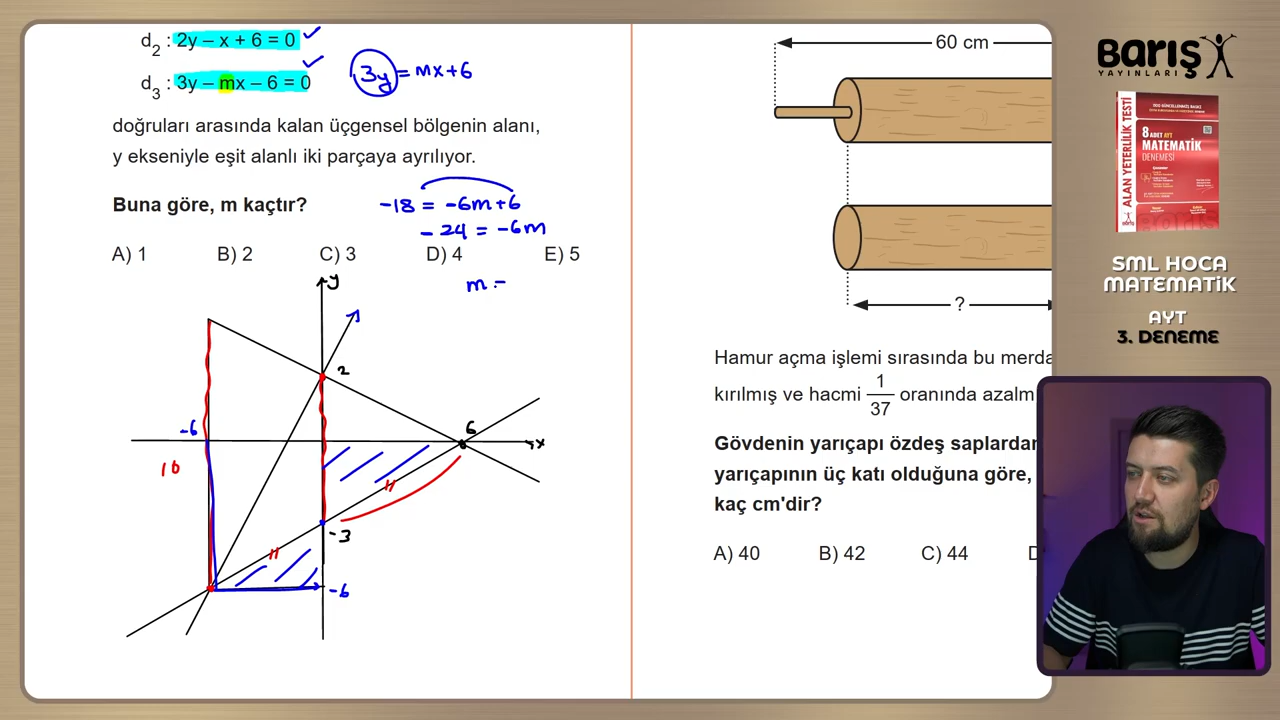 d2 : 2y – x + 6 = 0
d3 : 3y – mx – 6 = 0
3y = mx+6
doğruları arasında kalan üçgensel bölgenin alanı,
y ekseniyle eşit alanlı iki parçaya ayrılıyor.
Buna göre, m kaçtır?
-18 = -6m+6
-24 = -6m
A) 1 B) 2 C) 3 D) 4 E) 5
m =
y
2
-6
6
x
10
-3
-6
60 cm
?
Hamur açma işlemi sırasında bu merda
kırılmış ve hacmi 1/37 oranında azalm
Gövdenin yarıçapı özdeş saplardan
yarıçapının üç katı olduğuna göre,
kaç cm'dir?
A) 40 B) 42 C) 44 D
BARIŞ
YAYINLARI
ALAN YETERLİLİK TESTİ
8 ADET AYT
MATEMATİK
DENEMESİ
BARIŞ
SML HOCA
MATEMATİK
AYT
3. DENEME